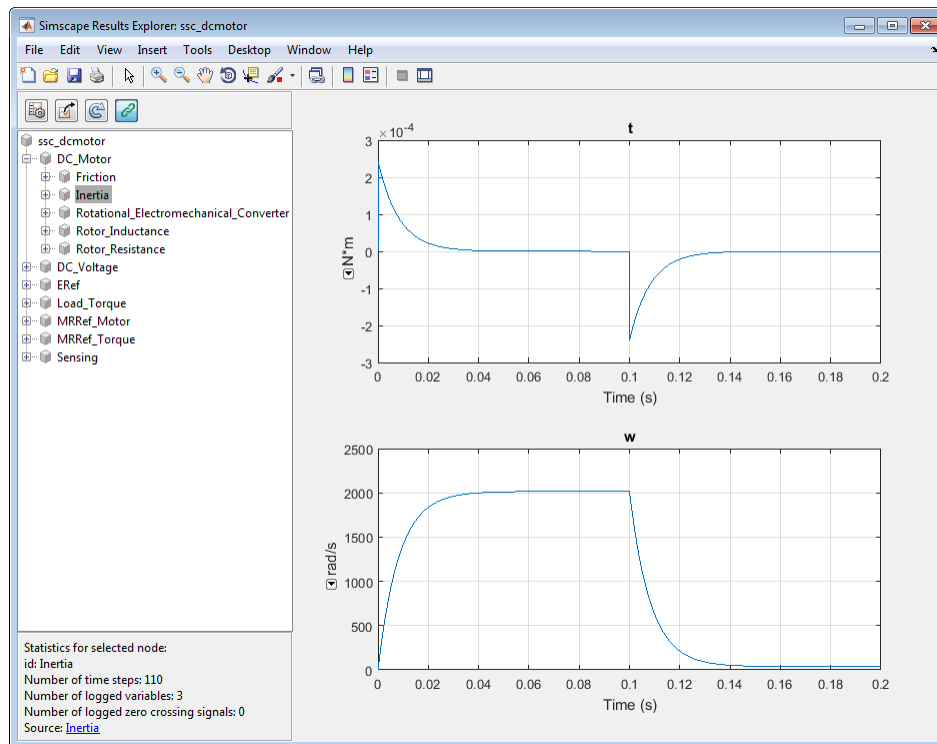 Simscape Results Explorer: ssc_dcmotor
File Edit View Insert Tools Desktop Window Help
ssc_dcmotor
DC_Motor
Friction
Inertia
Rotational_Electromechanical_Converter
Rotor_Inductance
Rotor_Resistance
DC_Voltage
ERef
Load_Torque
MRRef_Motor
MRRef_Torque
Sensing
Statistics for selected node:
id: Inertia
Number of time steps: 110
Number of logged variables: 3
Number of logged zero crossing signals: 0
Source: Inertia
t
×10⁻⁴
3
2
1
0
-1
-2
-3
N*m
0 0.02 0.04 0.06 0.08 0.1 0.12 0.14 0.16 0.18 0.2
Time (s)
w
2500
2000
1500
1000
500
0
rad/s
0 0.02 0.04 0.06 0.08 0.1 0.12 0.14 0.16 0.18 0.2
Time (s)